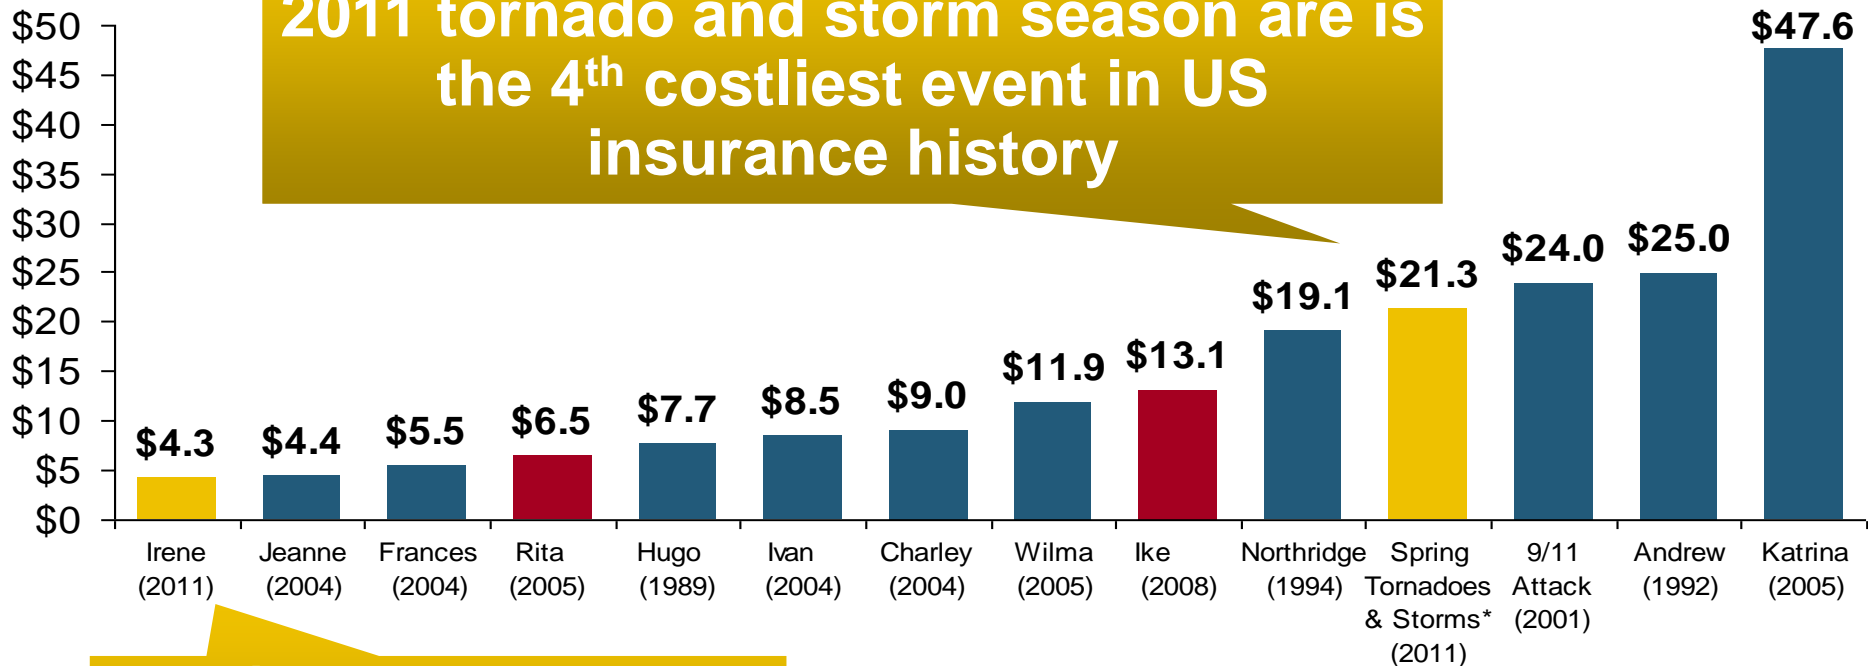 2011 tornado and storm season are is
the 4th costliest event in US
insurance history
$50
$45
$40
$35
$30
$25
$20
$15
$10
$5
$0
$4.3
$4.4
$5.5
$6.5
$7.7
$8.5
$9.0
$11.9
$13.1
$19.1
$21.3
$24.0
$25.0
$47.6
Irene
(2011)
Jeanne
(2004)
Frances
(2004)
Rita
(2005)
Hugo
(1989)
Ivan
(2004)
Charley
(2004)
Wilma
(2005)
Ike
(2008)
Northridge
(1994)
Spring
Tornadoes
& Storms*
(2011)
9/11
Attack
(2001)
Andrew
(1992)
Katrina
(2005)